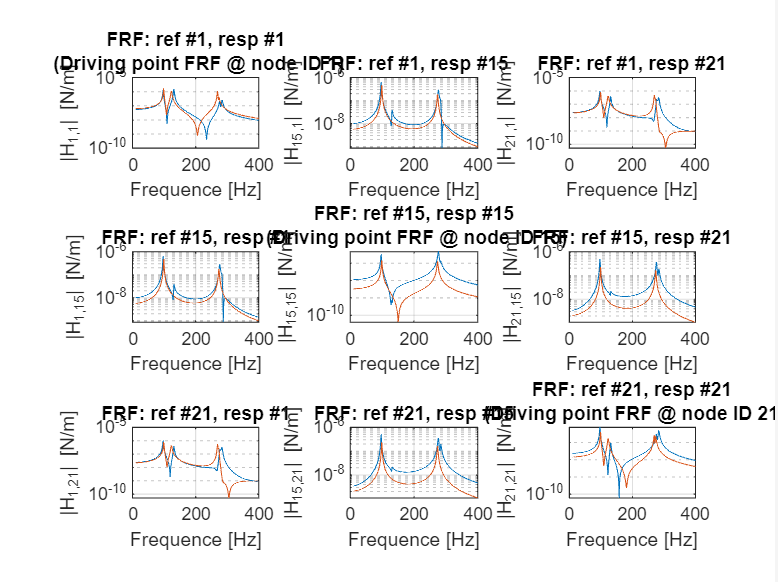 FRF: ref #1, resp #1
(Driving point FRF @ node ID 1)
FRF: ref #1, resp #15
FRF: ref #1, resp #21
|H1,1| [N/m]
10-5
10-10
0 200 400
Frequence [Hz]
|H15,1| [N/m]
10-6
10-8
0 200 400
Frequence [Hz]
|H21,1| [N/m]
10-5
10-10
0 200 400
Frequence [Hz]
FRF: ref #15, resp #1
FRF: ref #15, resp #15
(Driving point FRF @ node ID 15)
FRF: ref #15, resp #21
|H1,15| [N/m]
10-6
10-8
0 200 400
Frequence [Hz]
|H15,15| [N/m]
10-10
0 200 400
Frequence [Hz]
|H21,15| [N/m]
10-6
10-8
0 200 400
Frequence [Hz]
FRF: ref #21, resp #1
FRF: ref #21, resp #15
FRF: ref #21, resp #21
(Driving point FRF @ node ID 21
|H1,21| [N/m]
10-5
10-10
0 200 400
Frequence [Hz]
|H15,21| [N/m]
10-8
0 200 400
Frequence [Hz]
|H21,21| [N/m]
10-10
0 200 400
Frequence [Hz]